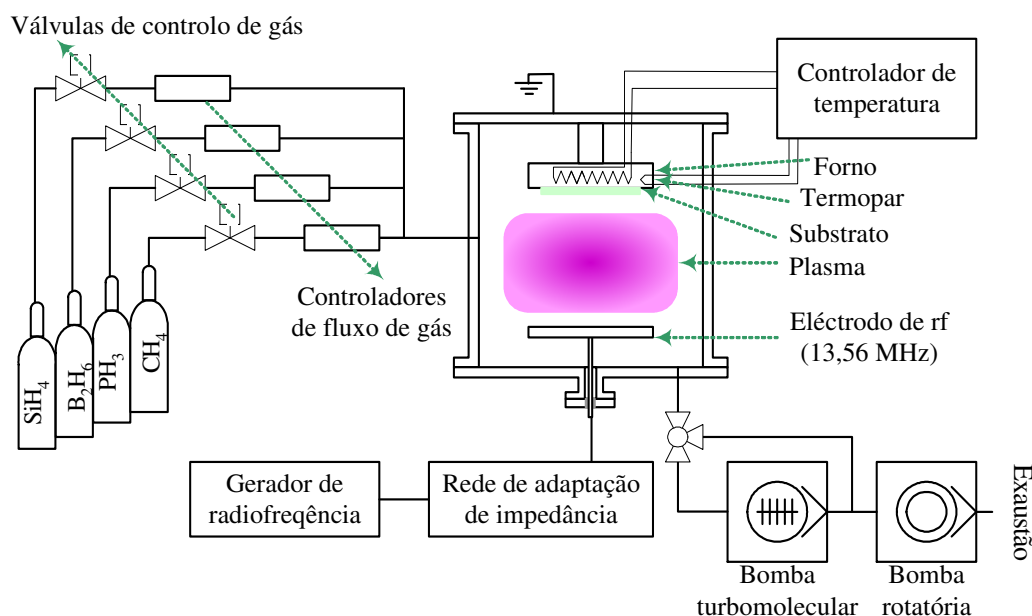 Válvulas de controlo de gás
Controlador de
temperatura
Forno
Termopar
Substrato
Plasma
Controladores
de fluxo de gás
Eléctrodo de rf
(13,56 MHz)
SiH4
B2H6
PH3
CH4
Gerador de
radiofreqência
Rede de adaptação
de impedância
Exaustão
Bomba
turbomolecular
Bomba
rotatória